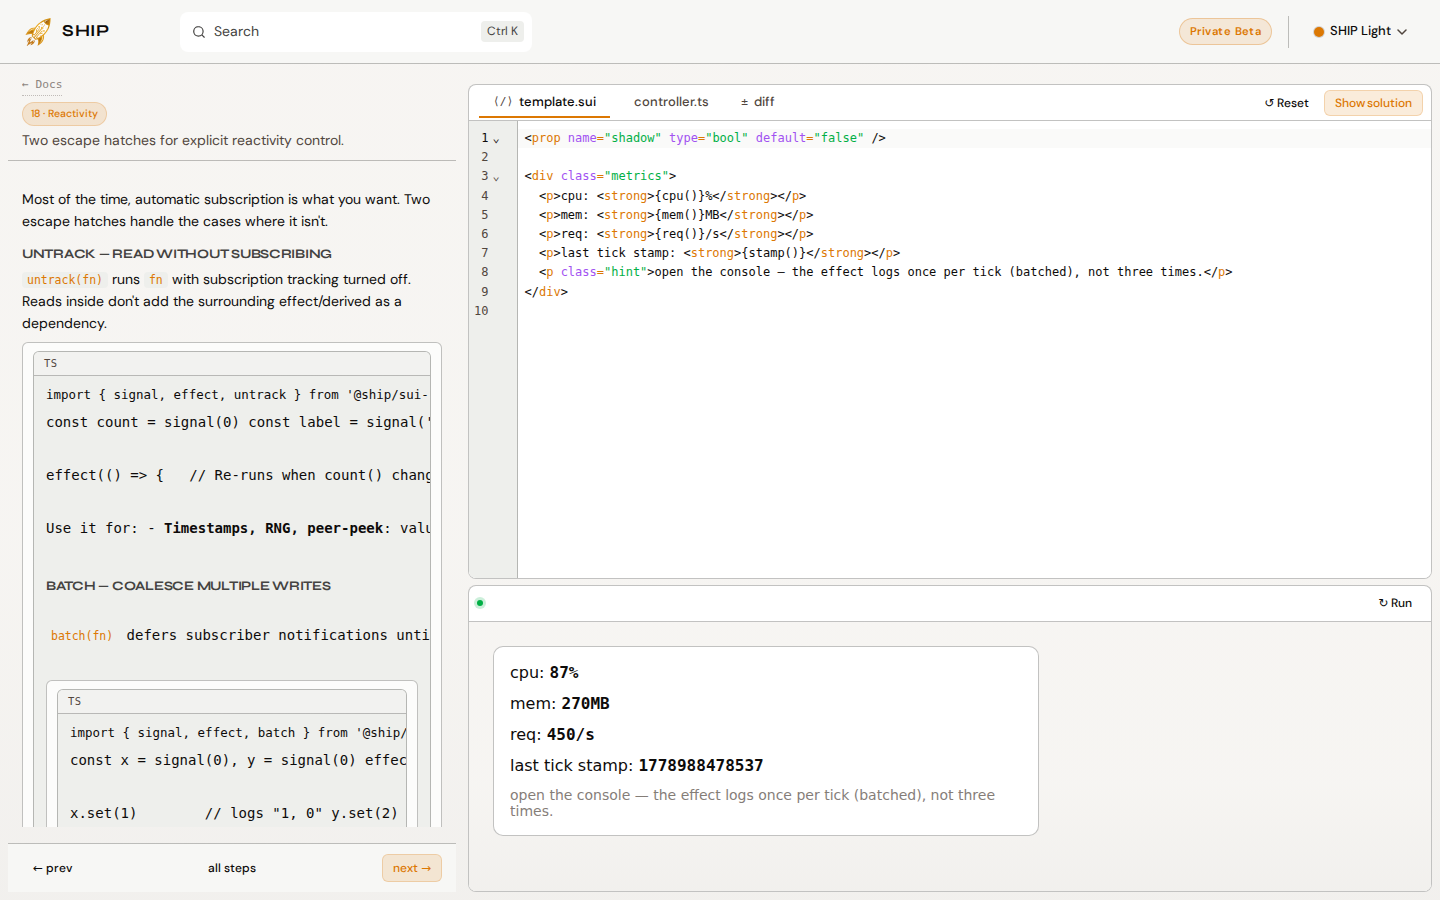 SHIP
Search
Ctrl K
Private Beta
SHIP Light
← Docs
18 · Reactivity
Two escape hatches for explicit reactivity control.
Most of the time, automatic subscription is what you want. Two
escape hatches handle the cases where it isn't.
UNTRACK — READ WITHOUT SUBSCRIBING
untrack(fn) runs fn with subscription tracking turned off.
Reads inside don't add the surrounding effect/derived as a
dependency.
TS
import { signal, effect, untrack } from '@ship/sui-
const count = signal(0) const label = signal('
effect(() => {   // Re-runs when count() chang
Use it for: - Timestamps, RNG, peer-peek: valu
BATCH — COALESCE MULTIPLE WRITES
batch(fn) defers subscriber notifications unti
TS
import { signal, effect, batch } from '@ship/
const x = signal(0), y = signal(0) effec
x.set(1)        // logs "1, 0" y.set(2)
← prev
all steps
next →
⟨/⟩ template.sui
controller.ts
± diff
↺ Reset
Show solution
1 <prop name="shadow" type="bool" default="false" />
2
3 <div class="metrics">
4   <p>cpu: <strong>{cpu()}%</strong></p>
5   <p>mem: <strong>{mem()}MB</strong></p>
6   <p>req: <strong>{req()}/s</strong></p>
7   <p>last tick stamp: <strong>{stamp()}</strong></p>
8   <p class="hint">open the console — the effect logs once per tick (batched), not three times.</p>
9 </div>
10
↻ Run
cpu: 87%
mem: 270MB
req: 450/s
last tick stamp: 1778988478537
open the console — the effect logs once per tick (batched), not three
times.